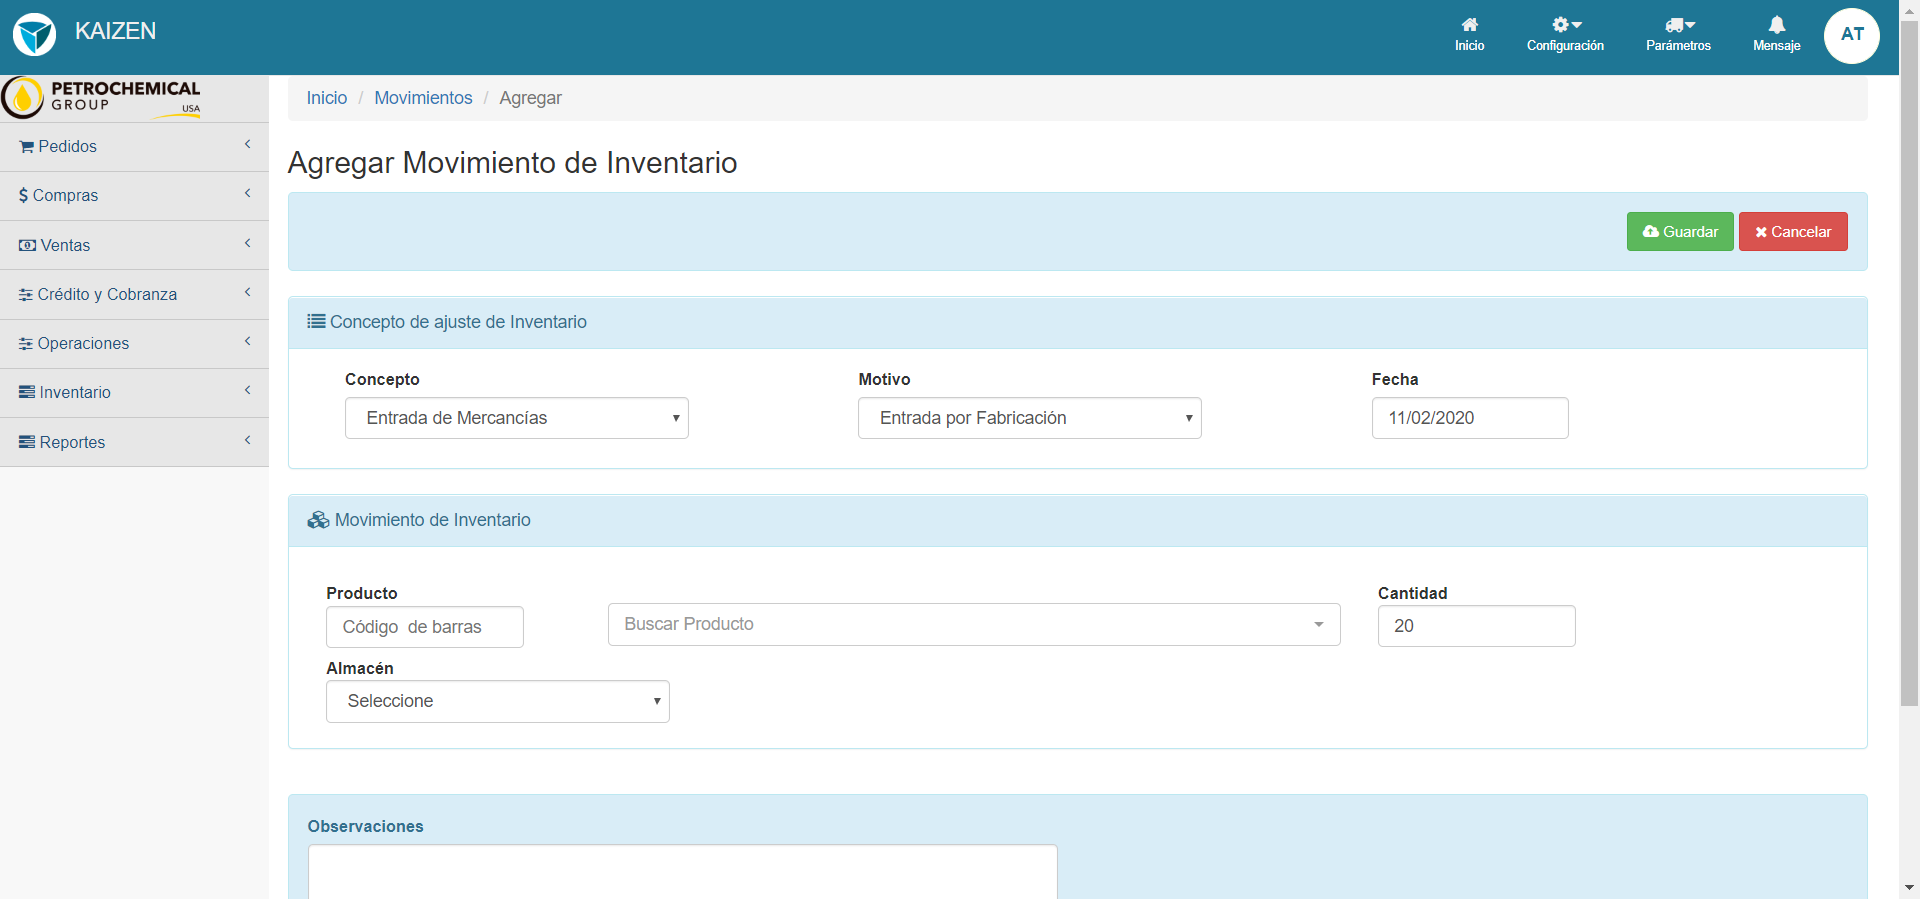 KAIZEN
Inicio
Configuración
Parámetros
Mensaje
AT
PETROCHEMICAL
GROUP
USA
Pedidos
Compras
Ventas
Crédito y Cobranza
Operaciones
Inventario
Reportes
Inicio / Movimientos / Agregar
Agregar Movimiento de Inventario
Guardar
Cancelar
Concepto de ajuste de Inventario
Concepto
Motivo
Fecha
Entrada de Mercancías
Entrada por Fabricación
11/02/2020
Movimiento de Inventario
Producto
Cantidad
Código de barras
Buscar Producto
20
Almacén
Seleccione
Observaciones